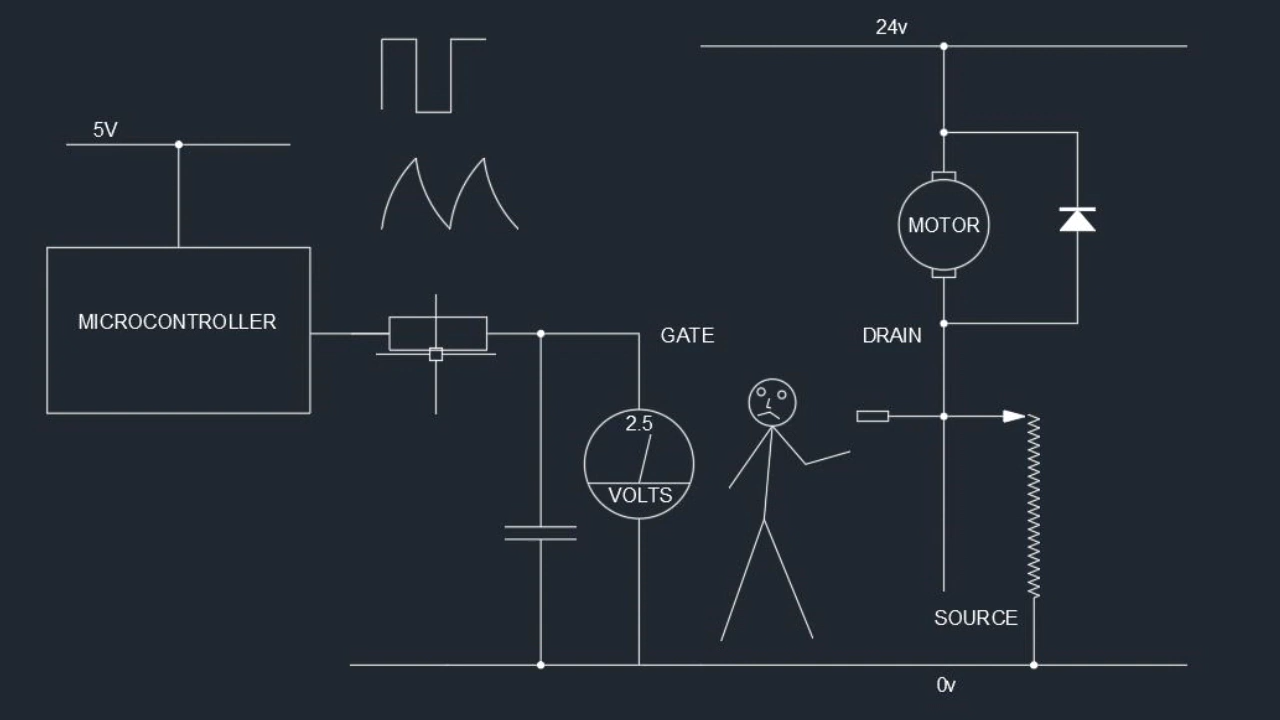 24v
5V
MOTOR
MICROCONTROLLER
GATE
DRAIN
2.5
VOLTS
SOURCE
0v